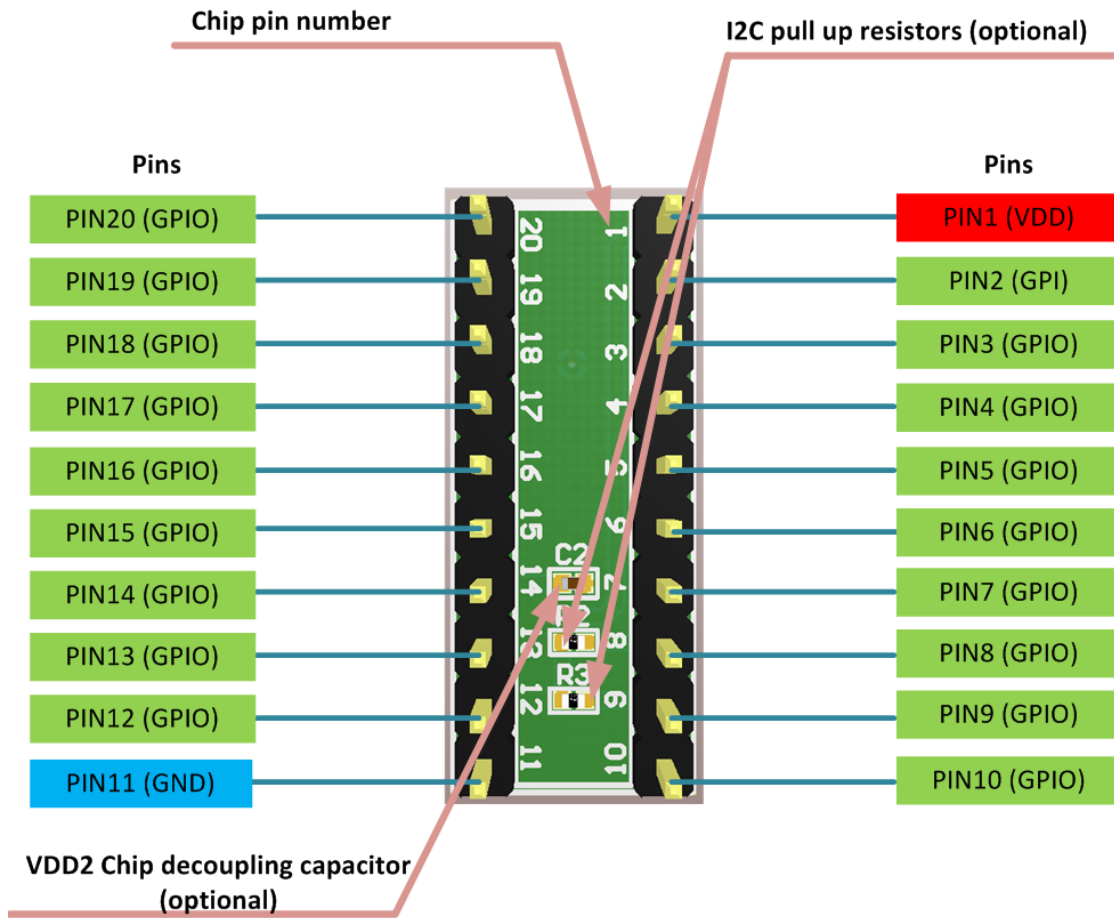 Chip pin number
I2C pull up resistors (optional)
Pins
Pins
PIN20 (GPIO)
PIN19 (GPIO)
PIN18 (GPIO)
PIN17 (GPIO)
PIN16 (GPIO)
PIN15 (GPIO)
PIN14 (GPIO)
PIN13 (GPIO)
PIN12 (GPIO)
PIN11 (GND)
20
19
18
17
16
15
14
12
11
C2
R3
1
2
3
4
5
6
7
8
9
10
PIN1 (VDD)
PIN2 (GPI)
PIN3 (GPIO)
PIN4 (GPIO)
PIN5 (GPIO)
PIN6 (GPIO)
PIN7 (GPIO)
PIN8 (GPIO)
PIN9 (GPIO)
PIN10 (GPIO)
VDD2 Chip decoupling capacitor
(optional)